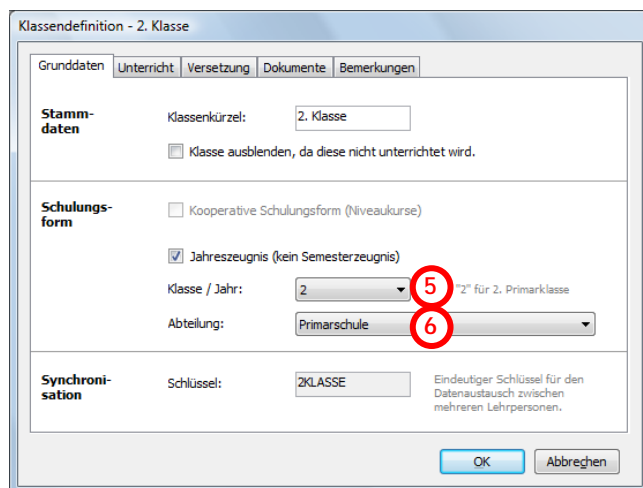 Klassendefinition - 2. Klasse
Grunddaten Unterricht Versetzung Dokumente Bemerkungen
Stamm-
daten
Klassenkürzel: 2. Klasse
Klasse ausblenden, da diese nicht unterrichtet wird.
Schulungs-
form
Kooperative Schulungsform (Niveaukurse)
Jahreszeugnis (kein Semesterzeugnis)
Klasse / Jahr: 2 5 "2" für 2. Primarklasse
Abteilung: Primarschule 6
Synchroni-
sation
Schlüssel: 2KLASSE
Eindeutiger Schlüssel für den
Datenaustausch zwischen
mehreren Lehrpersonen.
OK Abbrechen